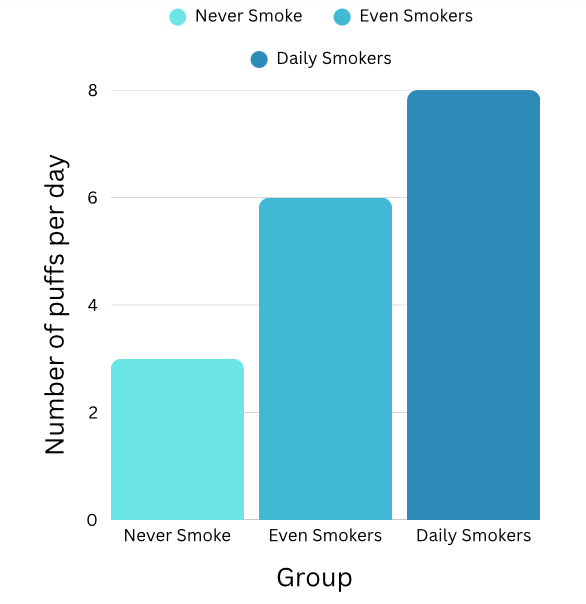 Never Smoke Even Smokers
Daily Smokers
Number of puffs per day
8
6
4
2
0
Never Smoke Even Smokers Daily Smokers
Group